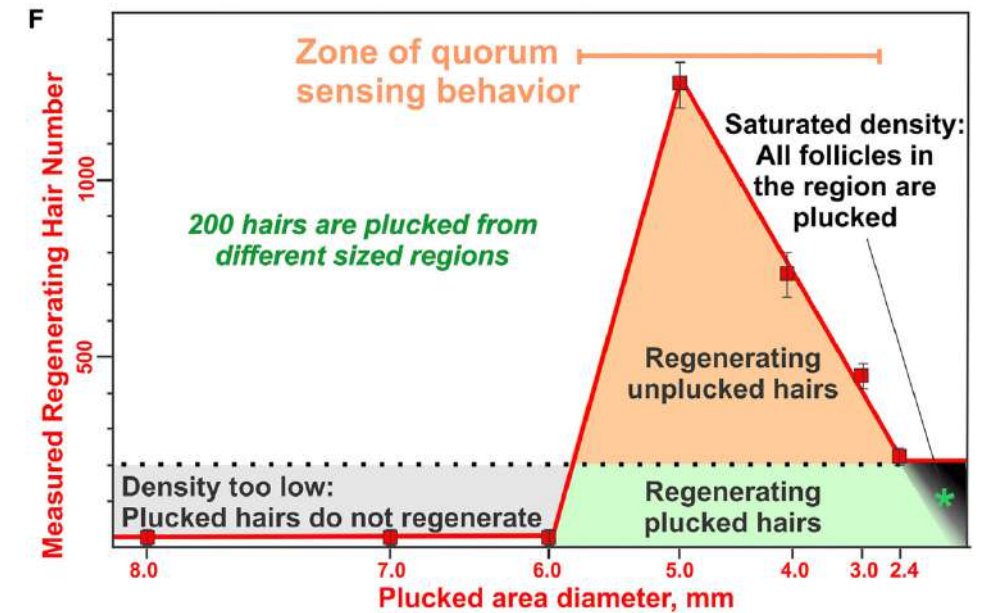 F
Zone of quorum
sensing behavior
Saturated density:
All follicles in
the region are
plucked
200 hairs are plucked from
different sized regions
Measured Regenerating Hair Number
1000
500
Regenerating
unplucked hairs
Density too low:
Plucked hairs do not regenerate
Regenerating
plucked hairs
*
8.0 7.0 6.0 5.0 4.0 3.0 2.4
Plucked area diameter, mm